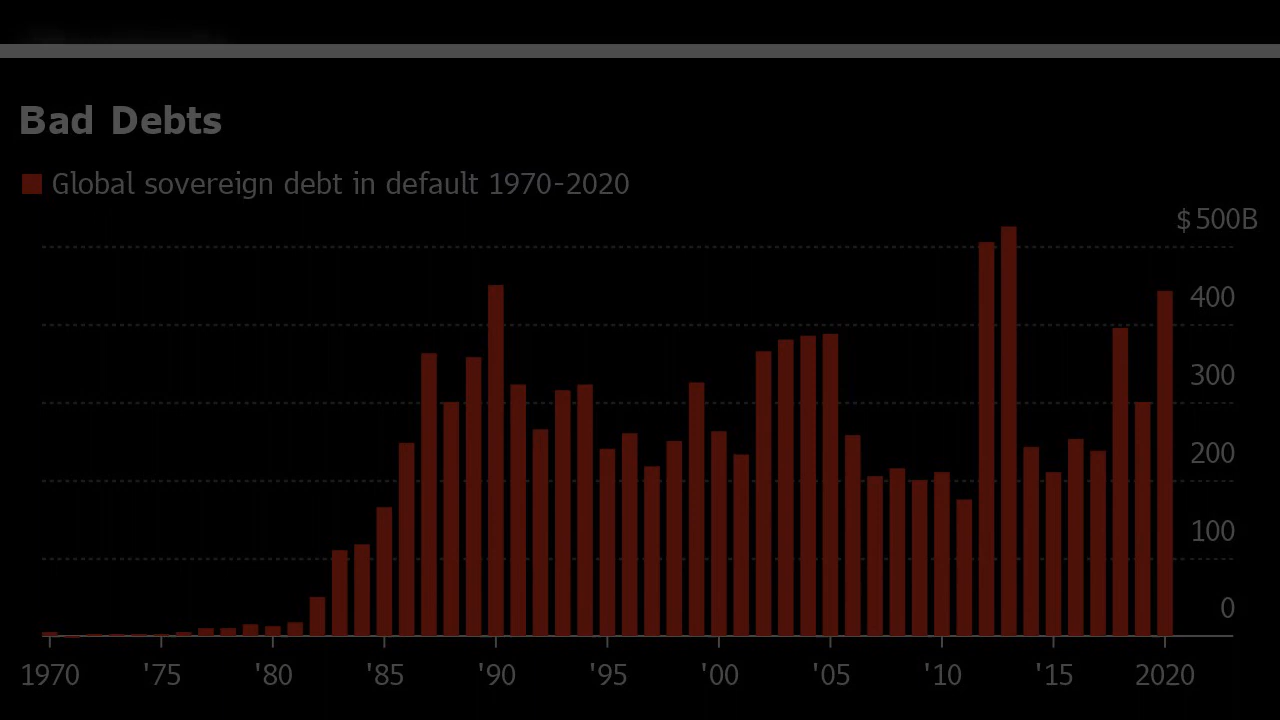 Bad Debts
Global sovereign debt in default 1970-2020
$500B
400
300
200
100
0
1970 '75 '80 '85 '90 '95 '00 '05 '10 '15 2020